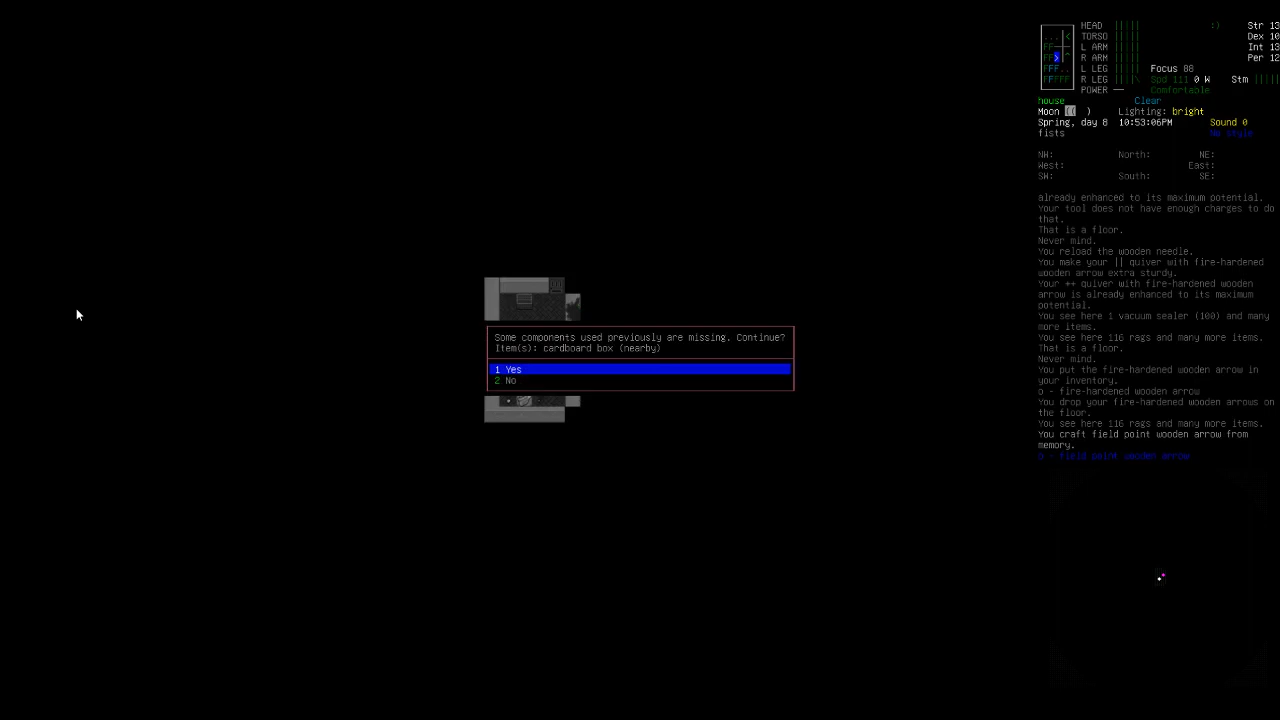 HEAD ||||| :) Str 13
TORSO ||||| Dex 10
L ARM ||||| Int 13
R ARM ||||| Per 12
L LEG ||||| Focus 88
R LEG ||||\ Spd 111 0 W Stm |||||
POWER — Comfortable
house Clear
Moon (( ) Lighting: bright
Spring, day 8 10:53:06PM Sound 0
fists No style
NW: North: NE:
West: East:
SW: South: SE:
already enhanced to its maximum potential.
Your tool does not have enough charges to do
that.
That is a floor.
Never mind.
You reload the wooden needle.
You make your || quiver with fire-hardened
wooden arrow extra sturdy.
Your ++ quiver with fire-hardened wooden
arrow is already enhanced to its maximum
potential.
You see here 1 vacuum sealer (100) and many
more items.
You see here 116 rags and many more items.
That is a floor.
Never mind.
You put the fire-hardened wooden arrow in
your inventory.
o - fire-hardened wooden arrow
You drop your fire-hardened wooden arrows on
the floor.
You see here 116 rags and many more items.
You craft field point wooden arrow from
memory.
o - field point wooden arrow
Some components used previously are missing. Continue?
Item(s): cardboard box (nearby)
1 Yes
2 No